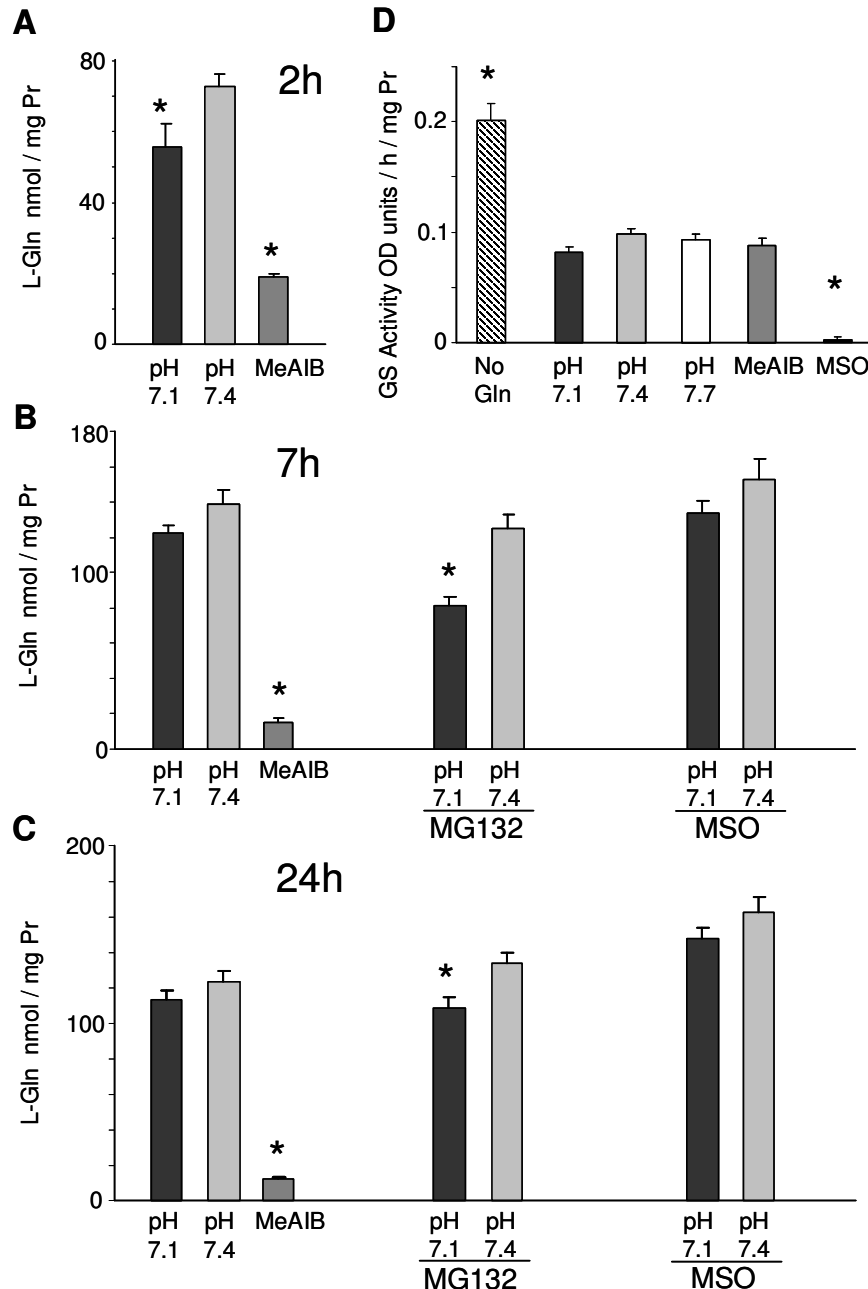 A
L-Gln nmol / mg Pr
80
40
0
2h
*
*
pH pH MeAIB
7.1 7.4
D
GS Activity OD units / h / mg Pr
0.2
0.1
0
*
*
No pH pH pH MeAIB MSO
Gln 7.1 7.4 7.7
B
L-Gln nmol / mg Pr
180
100
0
7h
*
*
pH pH MeAIB pH pH pH pH
7.1 7.4 7.1 7.4 7.1 7.4
MG132 MSO
C
L-Gln nmol / mg Pr
200
100
0
24h
*
*
pH pH MeAIB pH pH pH pH
7.1 7.4 7.1 7.4 7.1 7.4
MG132 MSO